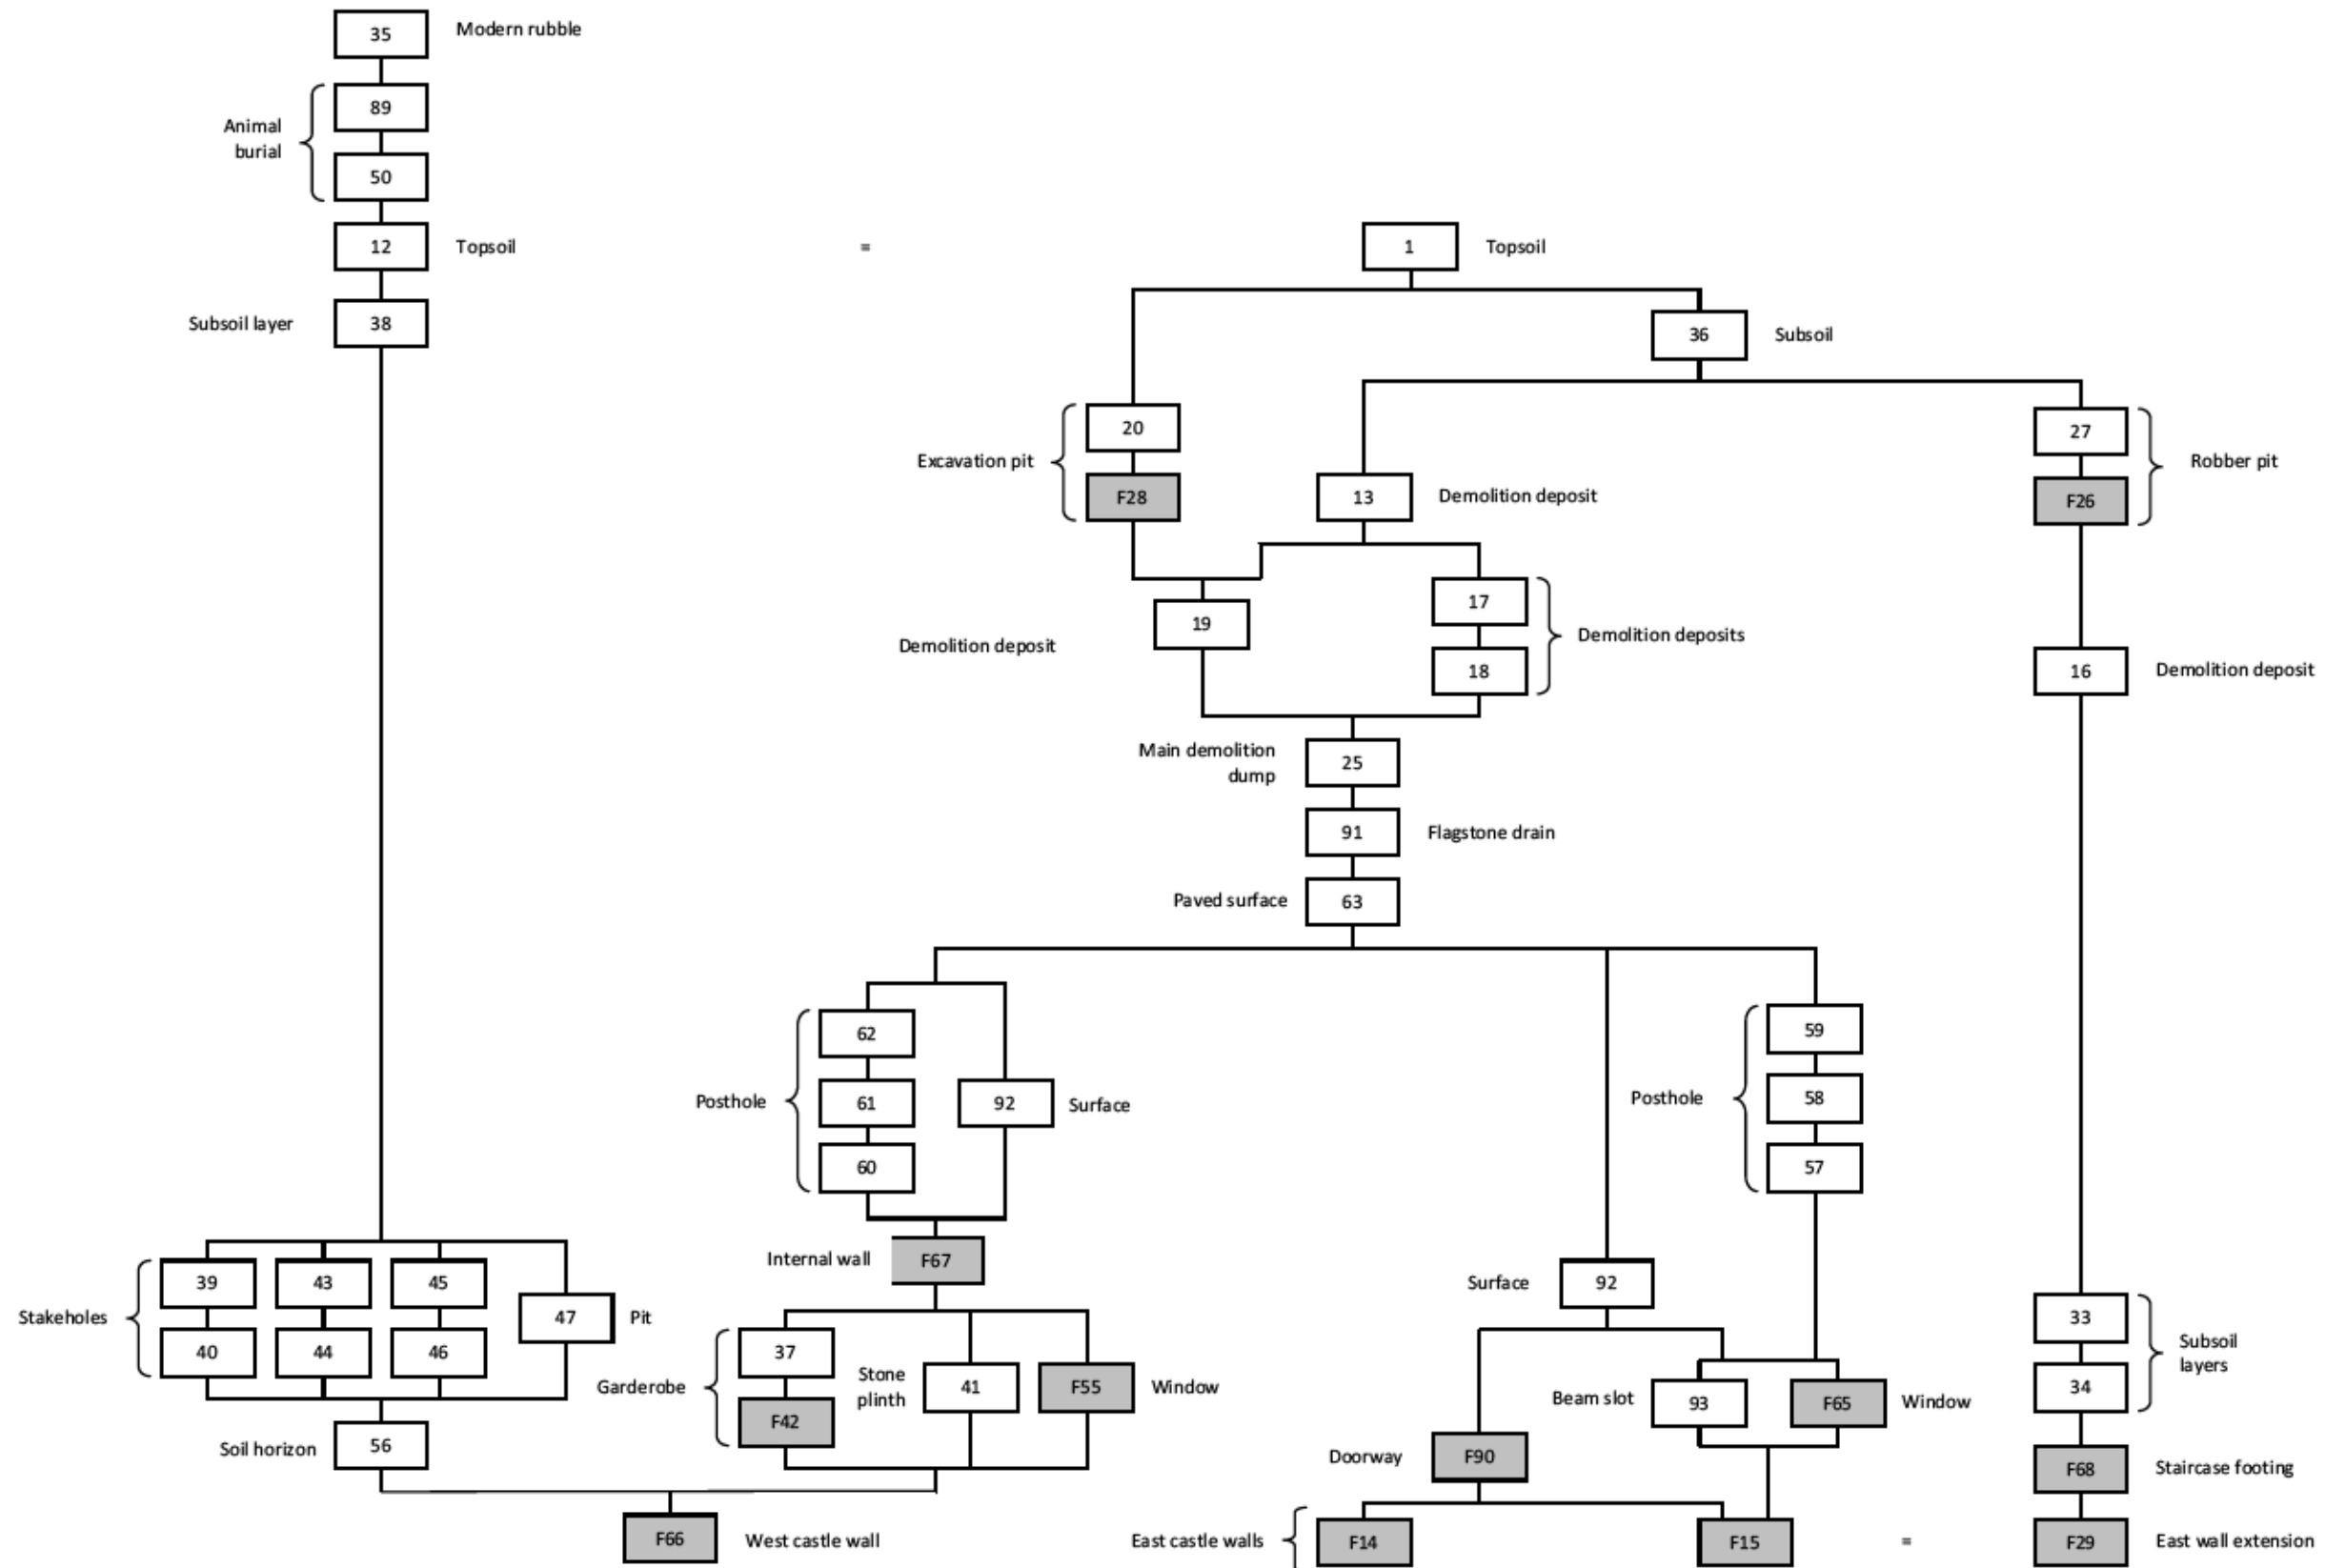 35 Modern rubble
89
Animal
burial
50
12 Topsoil = 1 Topsoil
Subsoil layer 38
36 Subsoil
20
27
Excavation pit
Robber pit
F28
13 Demolition deposit
F26
17
19
Demolition deposits
Demolition deposit
18
16 Demolition deposit
Main demolition
dump
25
91 Flagstone drain
Paved surface 63
62
59
Posthole
61
92 Surface
Posthole
58
60
57
Internal wall F67
39 43 45
Surface 92
Stakeholes
47 Pit
33
40 44 46
37
Subsoil
layers
Garderobe
Stone
plinth
41
F55 Window
34
F42
Beam slot 93
F65 Window
Soil horizon 56
Doorway F90
F68 Staircase footing
F66 West castle wall
East castle walls F14
F15 = F29 East wall extension